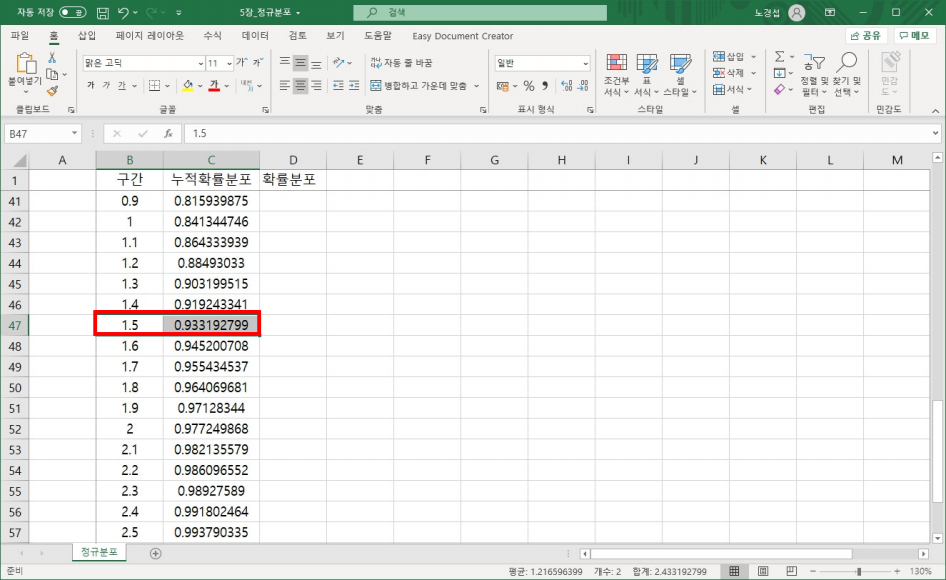 자동 저장 끔 5장_정규분포 검색 노경섭
파일 홈 삽입 페이지 레이아웃 수식 데이터 검토 보기 도움말 Easy Document Creator 공유 메모
붙여넣기 맑은 고딕 11 가 가 자동 줄 바꿈 일반 조건부 서식 표 서식 셀 스타일 삽입 삭제 서식 정렬 및 필터 찾기 및 선택 민감도
가 가 가 가 병합하고 가운데 맞춤 % 9
클립보드 글꼴 맞춤 표시 형식 스타일 셀 편집 민감도
B47 fx 1.5
A B C D E F G H I J K L M
1 구간 누적확률분포 확률분포
41 0.9 0.815939875
42 1 0.841344746
43 1.1 0.864333939
44 1.2 0.88493033
45 1.3 0.903199515
46 1.4 0.919243341
47 1.5 0.933192799
48 1.6 0.945200708
49 1.7 0.955434537
50 1.8 0.964069681
51 1.9 0.97128344
52 2 0.977249868
53 2.1 0.982135579
54 2.2 0.986096552
55 2.3 0.98927589
56 2.4 0.991802464
57 2.5 0.993790335
정규분포
준비 평균: 1.216596399 개수: 2 합계: 2.433192799 130%